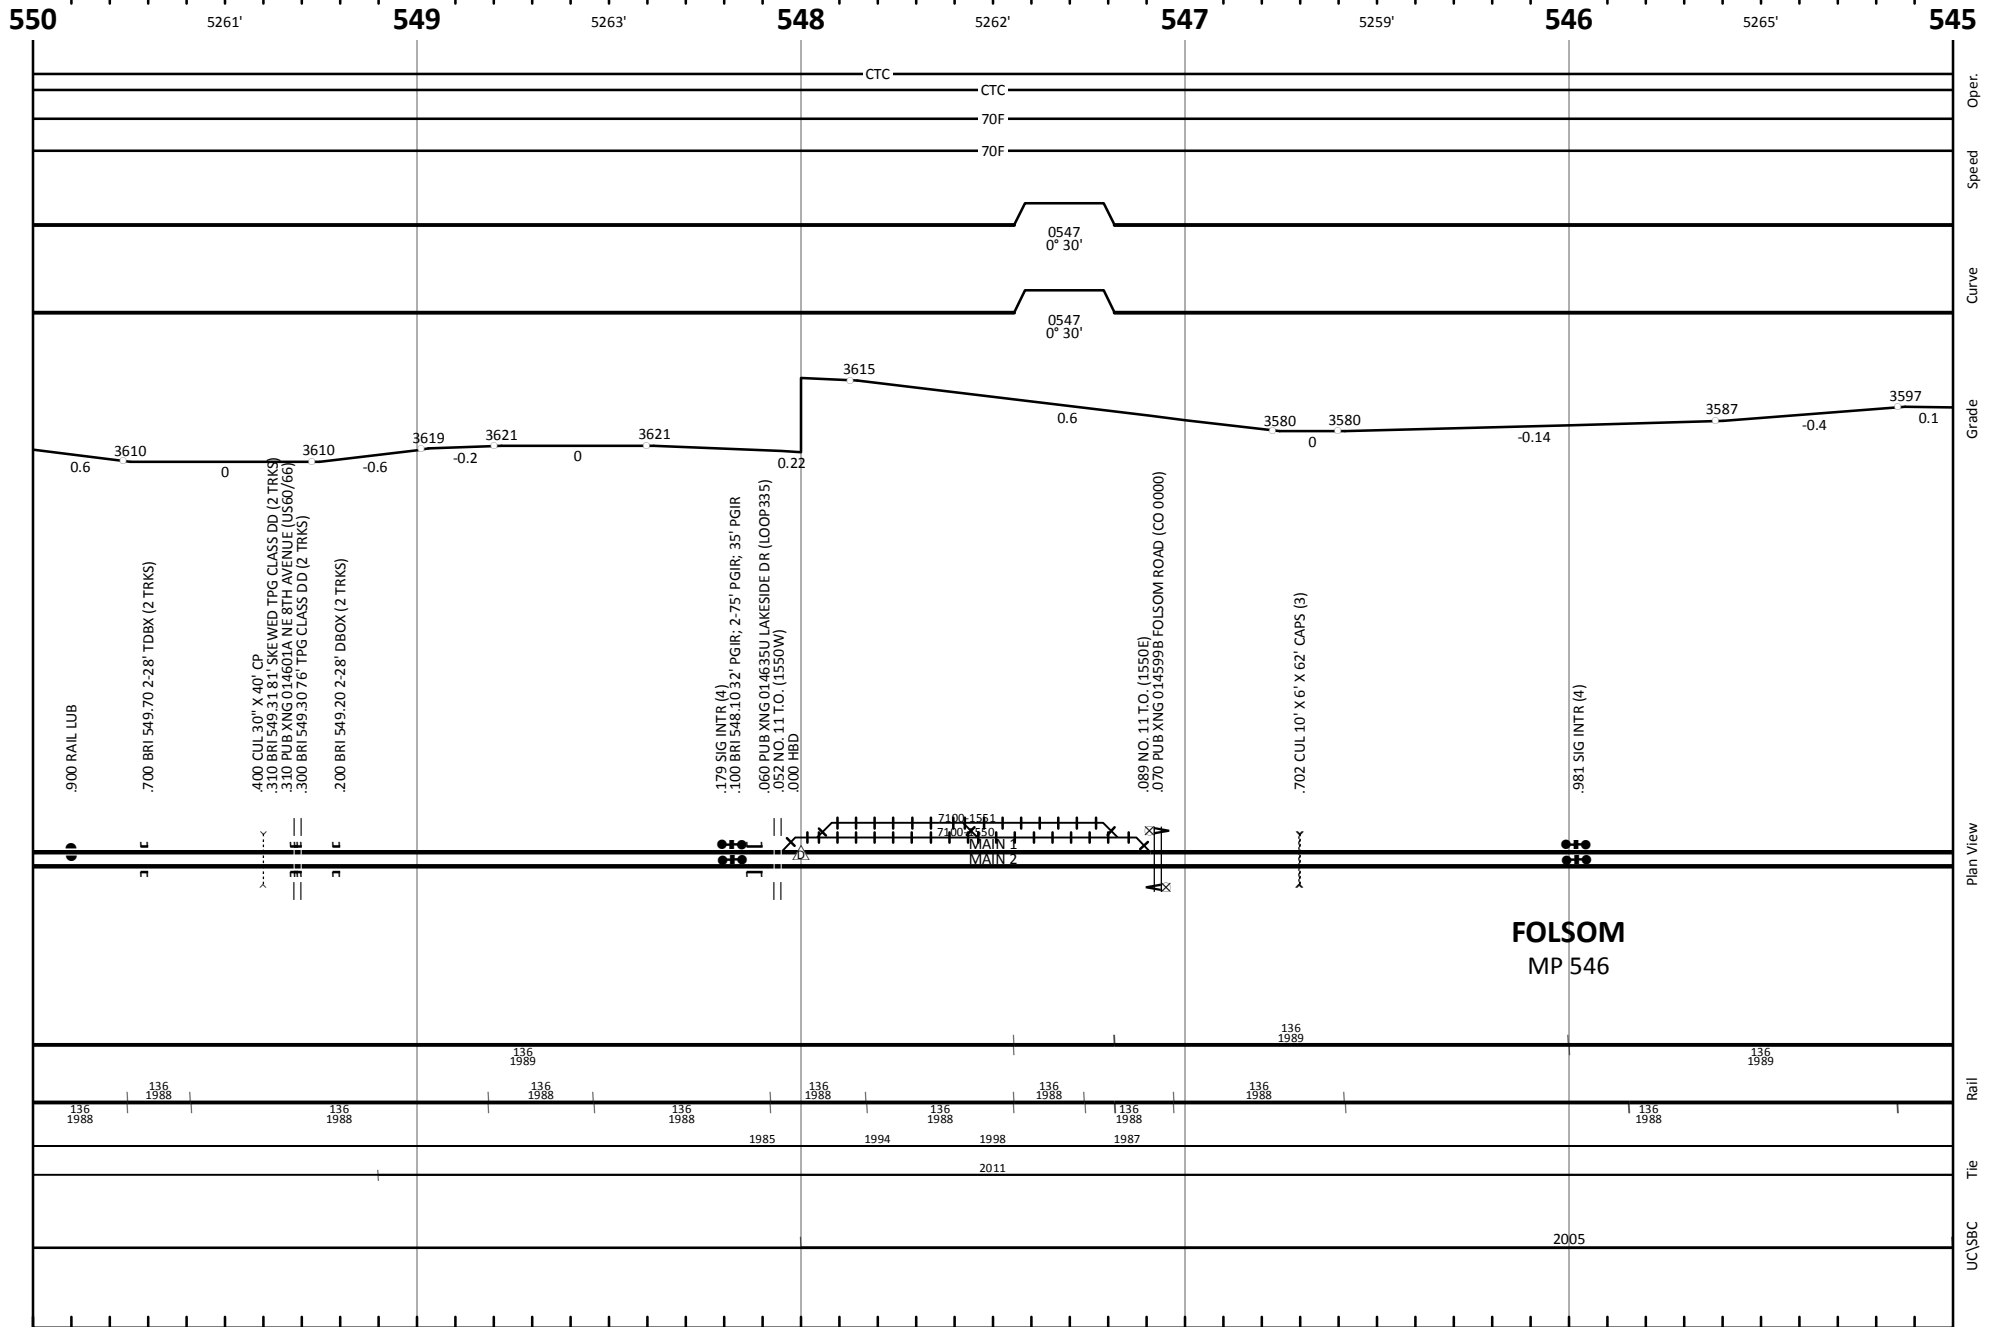 550 5261' 549 5263' 548 5262' 547 5259' 546 5265' 545
CTC
CTC
70F
70F
Oper.
Speed
0547
0° 30'
Curve
0547
0° 30'
3610 3610 3619 3621 3621 3615 3580 3580 3587 3597
0.6 0 -0.6 -0.2 0 0.22 0.6 0 -0.14 -0.4 0.1
Grade
.900 RAIL LUB
.700 BRI 549.70 2-28' TDBX (2 TRKS)
.400 CUL 30" X 40' CP
.310 BRI 549.31 81' SKEWED TPG CLASS DD (2 TRKS)
.310 PUB XNG 014601A NE 8TH AVENUE (US60/66)
.300 BRI 549.30 76' TPG CLASS DD (2 TRKS)
.200 BRI 549.20 2-28' DBOX (2 TRKS)
.179 SIG INTR (4)
.100 BRI 548.10 32' PGIR; 2-75' PGIR; 35' PGIR
.060 PUB XNG 014635U LAKESIDE DR (LOOP335)
.052 NO. 11 T.O. (1550W)
.000 HBD
.089 NO. 11 T.O. (1550E)
.070 PUB XNG 014599B FOLSOM ROAD (CO 0000)
.702 CUL 10' X 6' X 62' CAPS (3)
.981 SIG INTR (4)
7100-1551
7100-1550
MAIN 1
MAIN 2
D
Plan View
FOLSOM
MP 546
136
1989
136
1989
136
1989
136
1988
136
1988
136
1988
136
1988
136
1988
136
1988
136
1988
136
1988
136
1988
136
1988
136
1988
Rail
1985 1994 1998 1987
2011
Tie
2005
UC\SBC